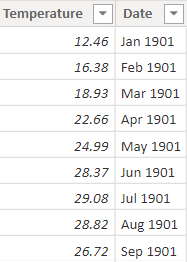 Temperature Date
12.46 Jan 1901
16.38 Feb 1901
18.93 Mar 1901
22.66 Apr 1901
24.99 May 1901
28.37 Jun 1901
29.08 Jul 1901
28.82 Aug 1901
26.72 Sep 1901